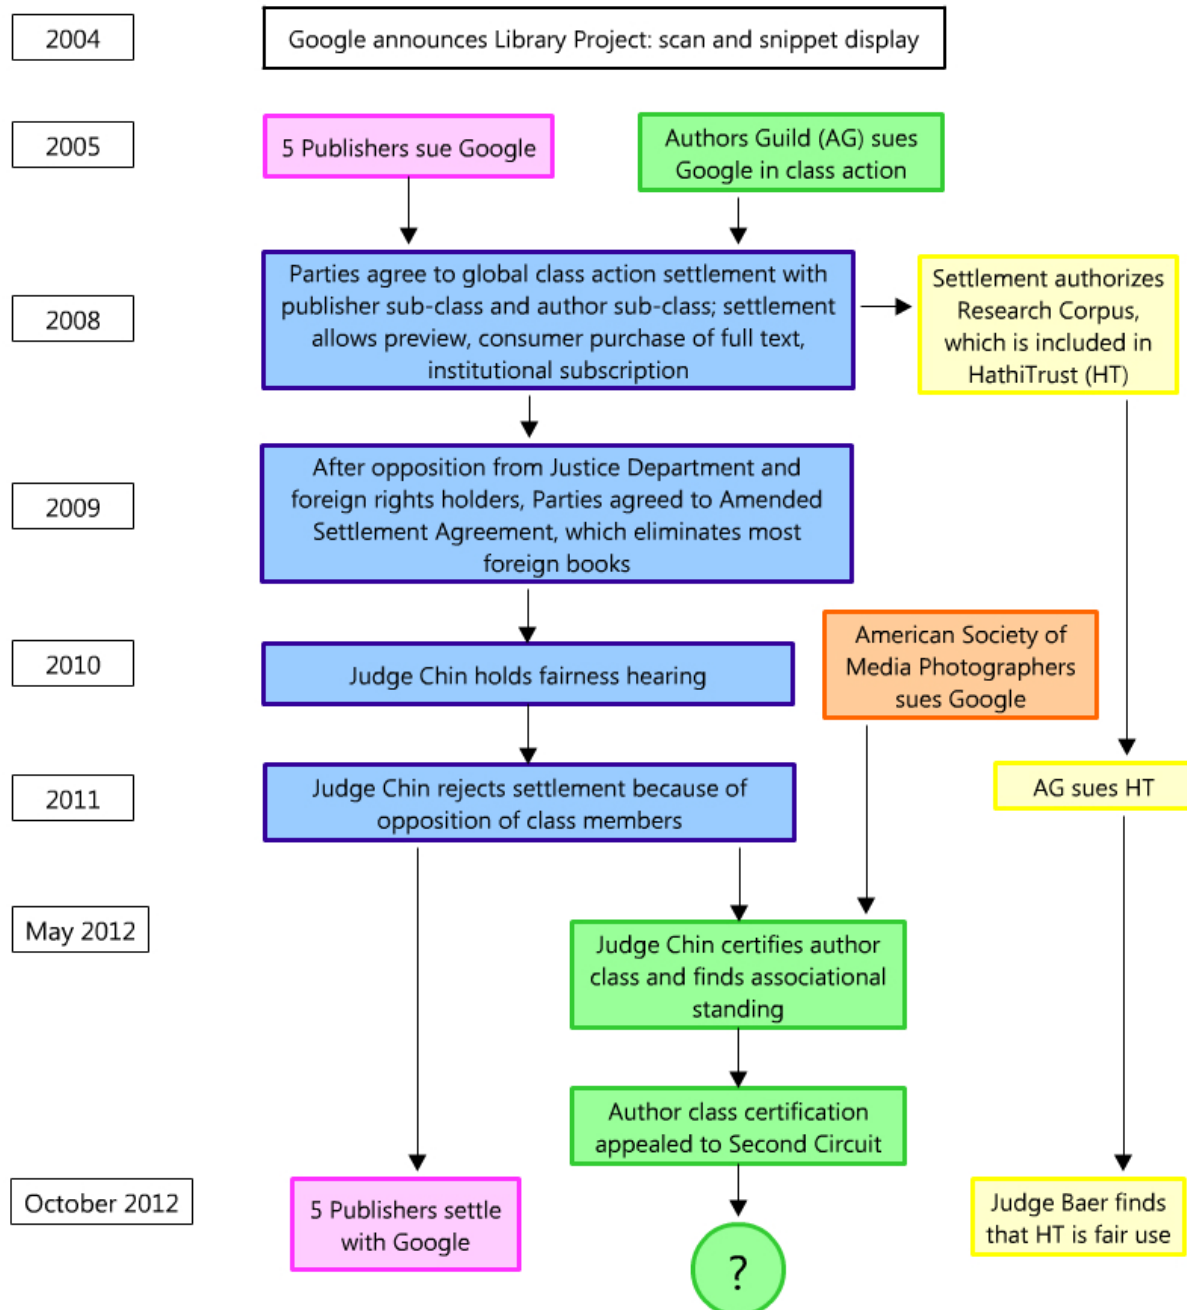 2004
Google announces Library Project: scan and snippet display
2005
5 Publishers sue Google
Authors Guild (AG) sues
Google in class action
2008
Parties agree to global class action settlement with
publisher sub-class and author sub-class; settlement
allows preview, consumer purchase of full text,
institutional subscription
Settlement authorizes
Research Corpus,
which is included in
HathiTrust (HT)
2009
After opposition from Justice Department and
foreign rights holders, Parties agreed to Amended
Settlement Agreement, which eliminates most
foreign books
2010
Judge Chin holds fairness hearing
American Society of
Media Photographers
sues Google
2011
Judge Chin rejects settlement because of
opposition of class members
AG sues HT
May 2012
Judge Chin certifies author
class and finds associational
standing
Author class certification
appealed to Second Circuit
October 2012
5 Publishers settle
with Google
?
Judge Baer finds
that HT is fair use